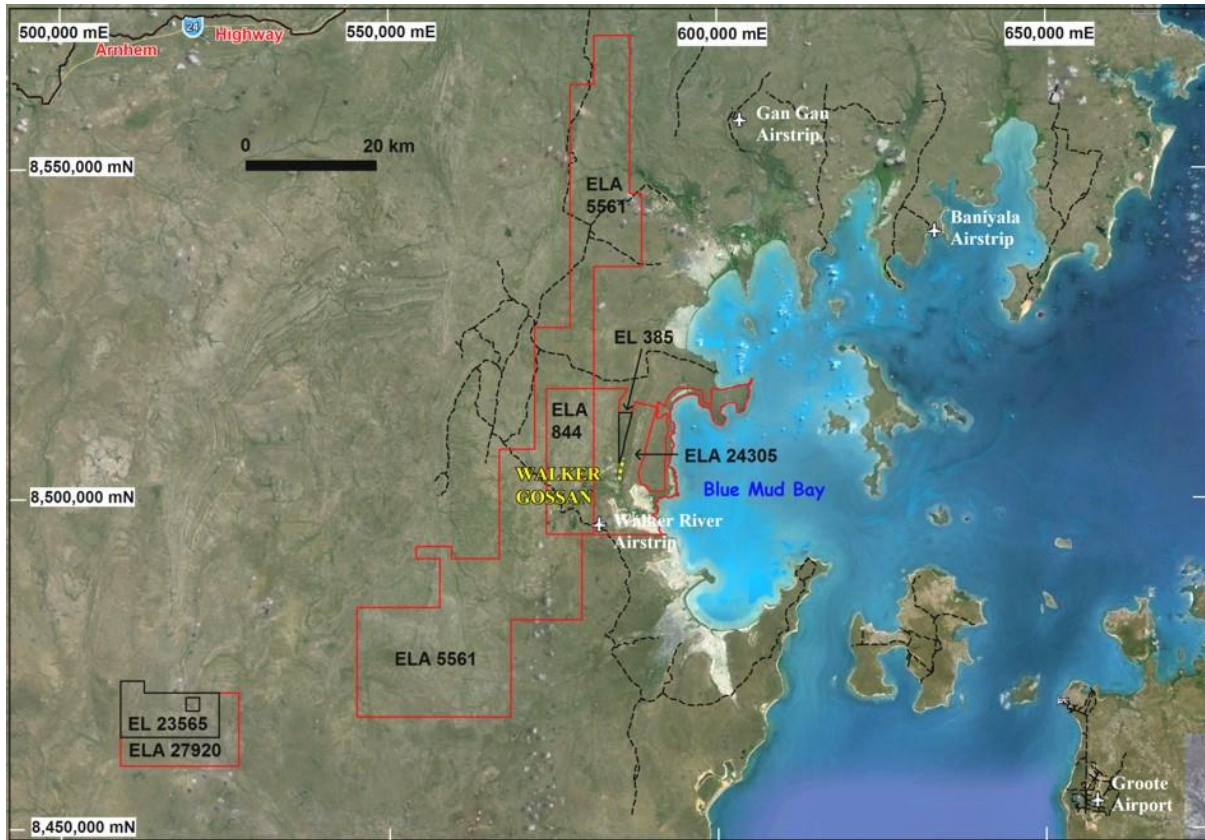 500,000 mE
550,000 mE
600,000 mE
650,000 mE
24
Arnhem
Highway
Gan Gan
Airstrip
0
20 km
8,550,000 mN
ELA
5561
Baniyala
Airstrip
EL 385
ELA
844
ELA 24305
WALKER
GOSSAN
8,500,000 mN
Blue Mud Bay
Walker River
Airstrip
ELA 5561
EL 23565
ELA 27920
Groote
Airport
8,450,000 mN